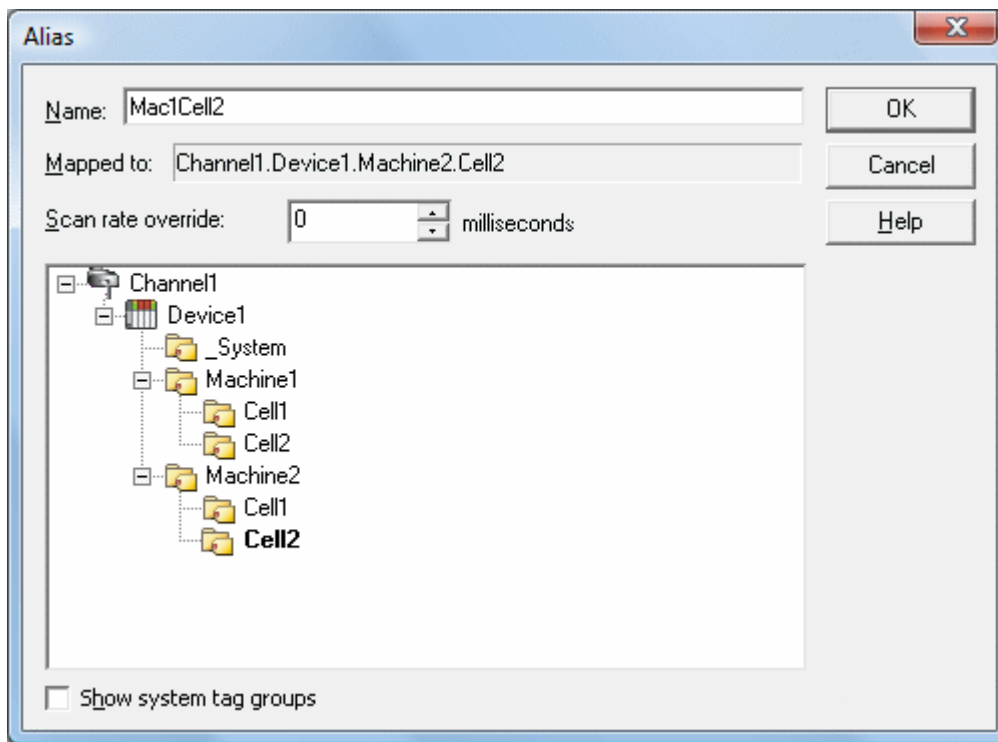 Alias
Name: Mac1Cell2
OK
Mapped to: Channel1.Device1.Machine2.Cell2
Cancel
Scan rate override: 0 milliseconds
Help
Channel1
Device1
_System
Machine1
Cell1
Cell2
Machine2
Cell1
Cell2
Show system tag groups